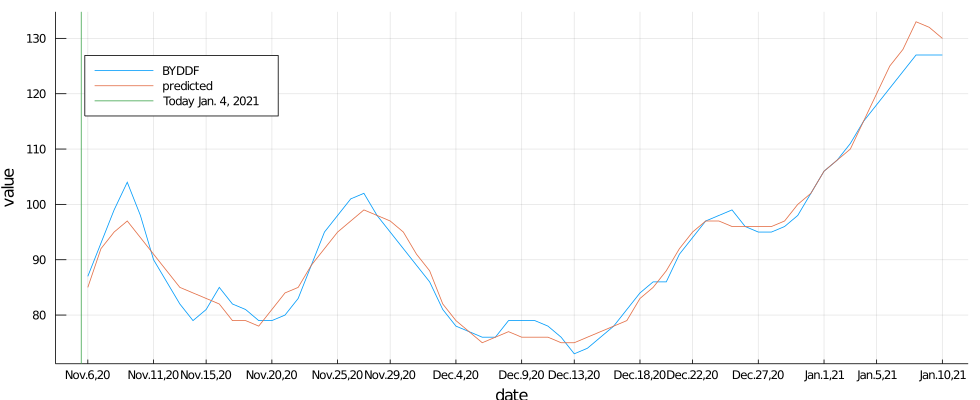 130
120
110
100
90
80
value
BYDDF
predicted
Today Jan. 4, 2021
Nov.6,20 Nov.11,20 Nov.15,20 Nov.20,20 Nov.25,20 Nov.29,20 Dec.4,20 Dec.9,20 Dec.13,20 Dec.18,20 Dec.22,20 Dec.27,20 Jan.1,21 Jan.5,21 Jan.10,21
date